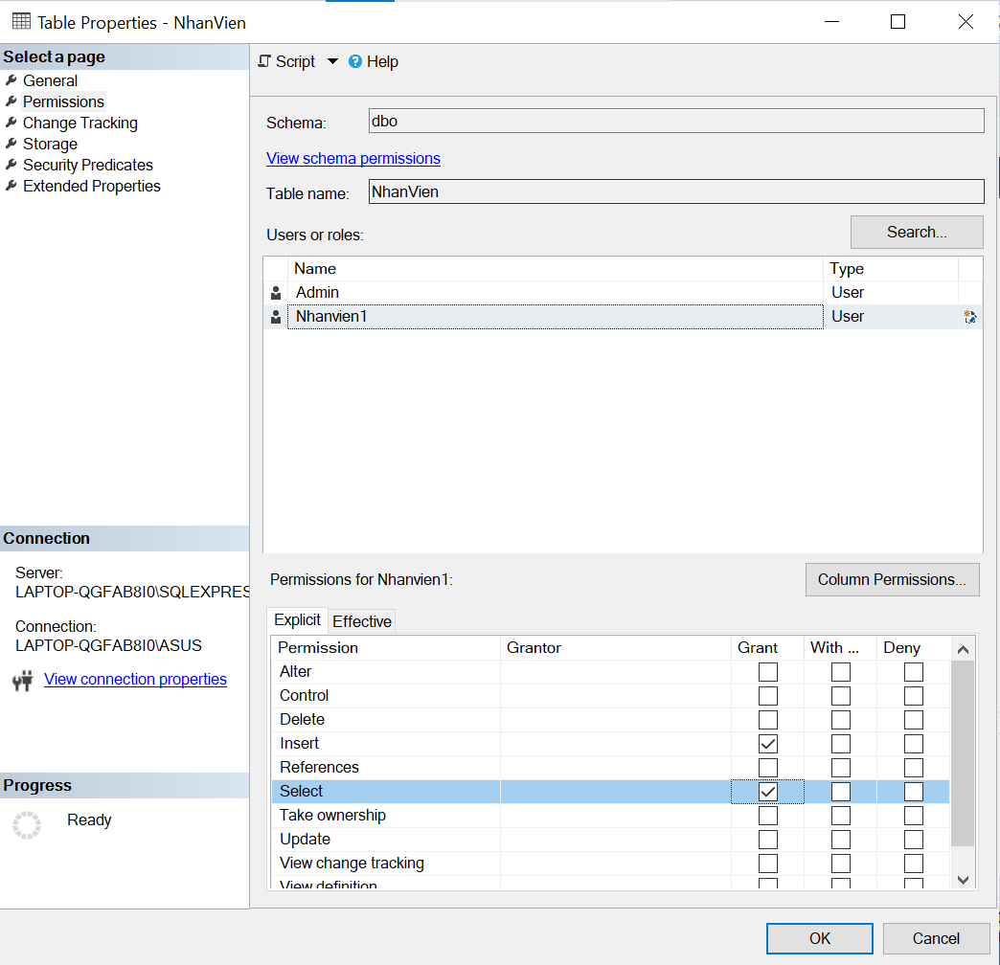 Table Properties - NhanVien
Select a page
General
Permissions
Change Tracking
Storage
Security Predicates
Extended Properties
Connection
Server:
LAPTOP-QGFAB8I0\SQLEXPRES
Connection:
LAPTOP-QGFAB8I0\ASUS
View connection properties
Progress
Ready
Script Help
Schema: dbo
View schema permissions
Table name: NhanVien
Users or roles: Search...
Name Type
Admin User
Nhanvien1 User
Permissions for Nhanvien1: Column Permissions...
Explicit Effective
Permission Grantor Grant With ... Deny
Alter
Control
Delete
Insert
References
Select
Take ownership
Update
View change tracking
View definition
OK Cancel